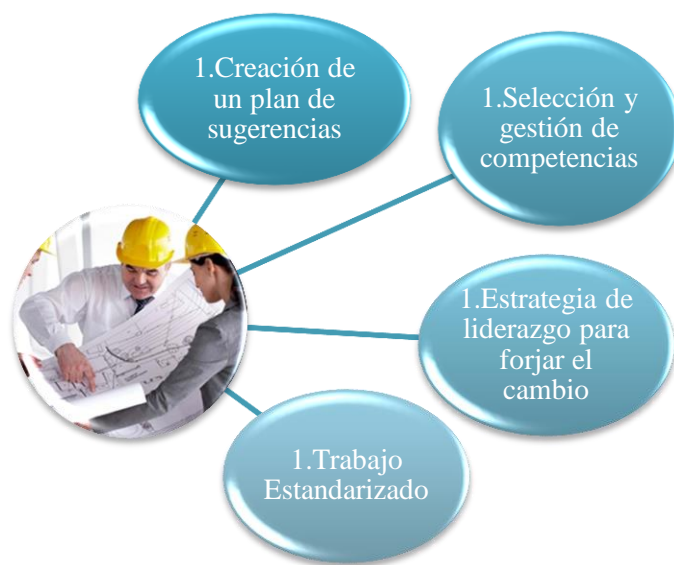 1.Creación de
un plan de
sugerencias
1.Selección y
gestión de
competencias
1.Estrategia de
liderazgo para
forjar el
cambio
1.Trabajo
Estandarizado